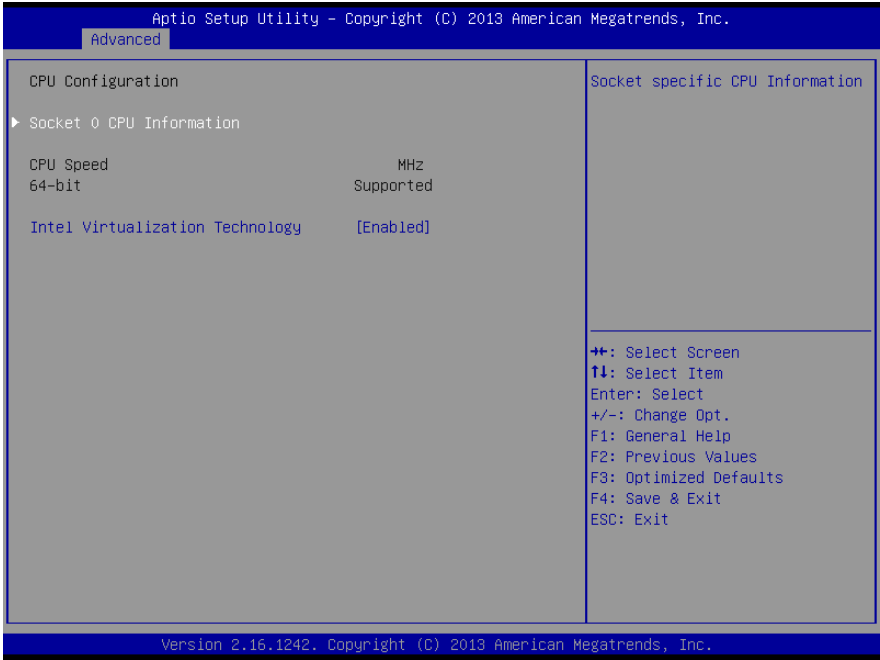 Aptio Setup Utility – Copyright (C) 2013 American Megatrends, Inc.
Advanced
CPU Configuration
Socket 0 CPU Information
CPU Speed MHz
64-bit Supported
Intel Virtualization Technology [Enabled]
Socket specific CPU Information
→←: Select Screen
↑↓: Select Item
Enter: Select
+/-: Change Opt.
F1: General Help
F2: Previous Values
F3: Optimized Defaults
F4: Save & Exit
ESC: Exit
Version 2.16.1242. Copyright (C) 2013 American Megatrends, Inc.